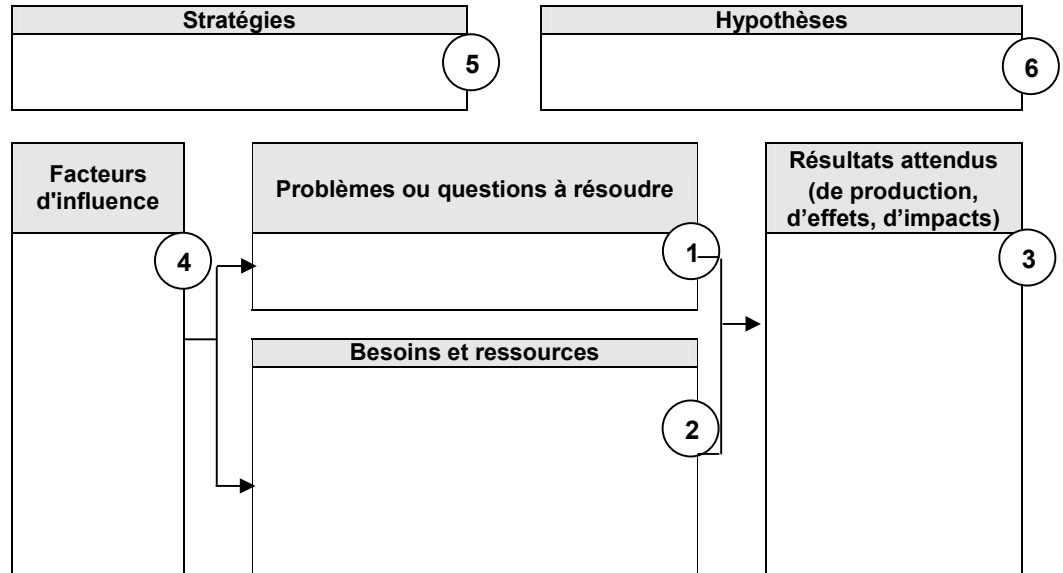 Stratégies
5
Hypothèses
6
Facteurs
d'influence
4
Problèmes ou questions à résoudre
1
Besoins et ressources
2
Résultats attendus
(de production,
d’effets, d’impacts)
3